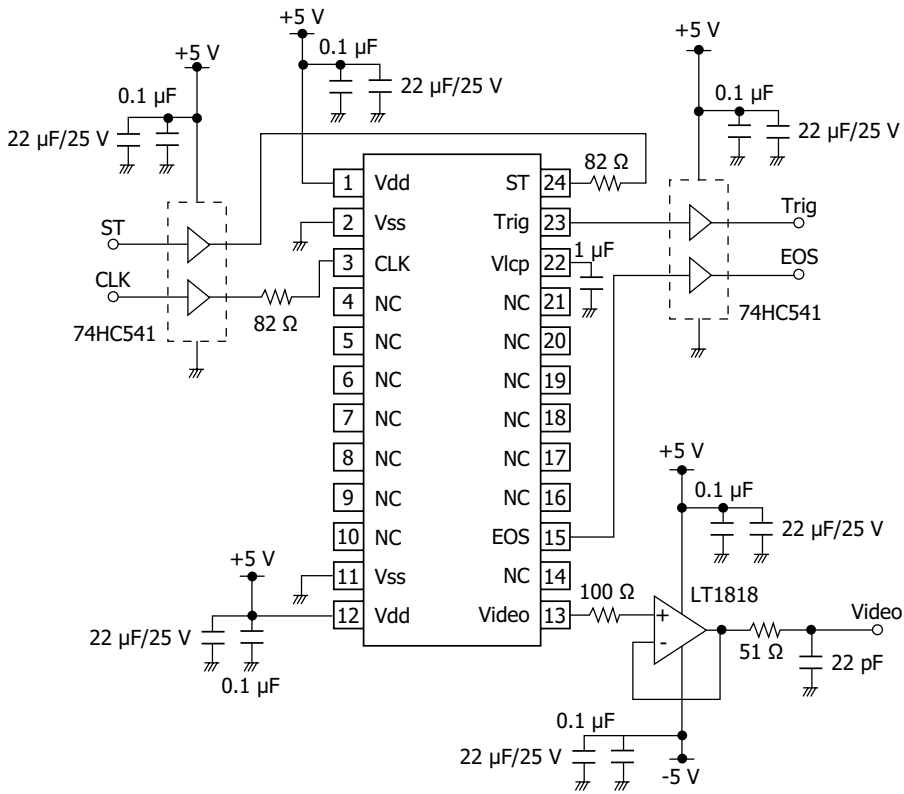 +5 V
0.1 µF
22 µF/25 V
+5 V
0.1 µF
22 µF/25 V
+5 V
0.1 µF
22 µF/25 V
ST
CLK
74HC541
82 Ω
82 Ω
1 Vdd
2 Vss
3 CLK
4 NC
5 NC
6 NC
7 NC
8 NC
9 NC
10 NC
11 Vss
12 Vdd
ST 24
Trig 23
Vlcp 22
NC 21
NC 20
NC 19
NC 18
NC 17
NC 16
EOS 15
NC 14
Video 13
1 µF
Trig
EOS
74HC541
+5 V
22 µF/25 V
0.1 µF
+5 V
0.1 µF
22 µF/25 V
100 Ω
LT1818
+
-
51 Ω
Video
22 pF
0.1 µF
22 µF/25 V
-5 V